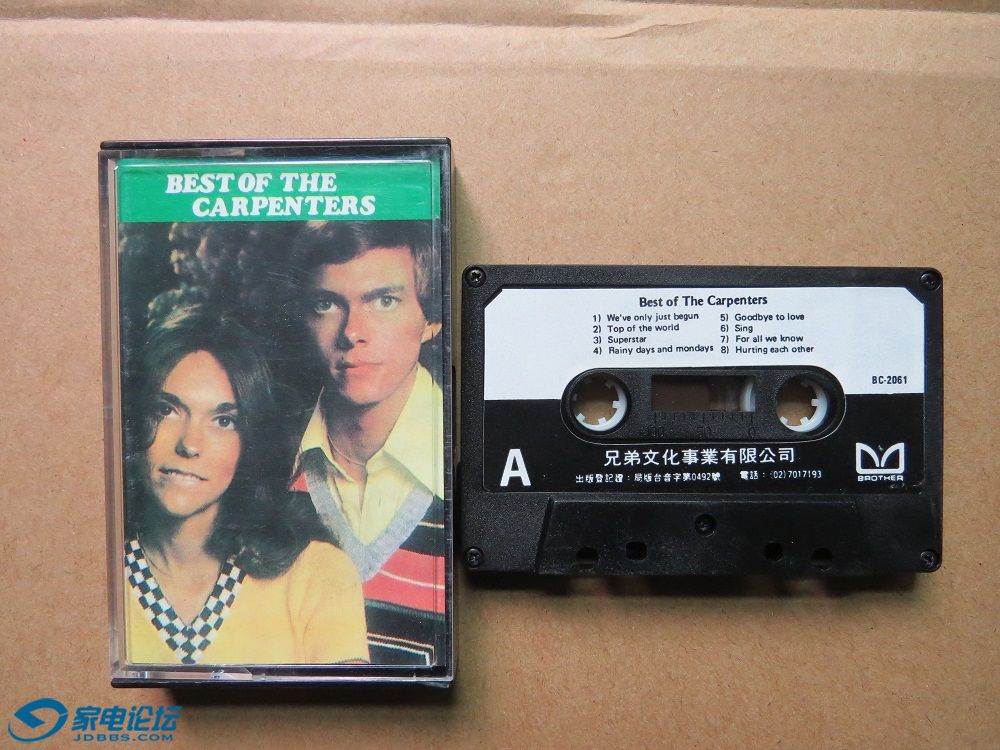 BEST OF THE
CARPENTERS
Best of The Carpenters
1) We've only just begun 5) Goodbye to love
2) Top of the world 6) Sing
3) Superstar 7) For all we know
4) Rainy days and mondays 8) Hurting each other
BC-2061
60 50 0
A
兄弟文化事業有限公司
出版登記證：局版台音字第0492號 電話：(02)7017193
BROTHER
家电论坛
JDBBS.COM